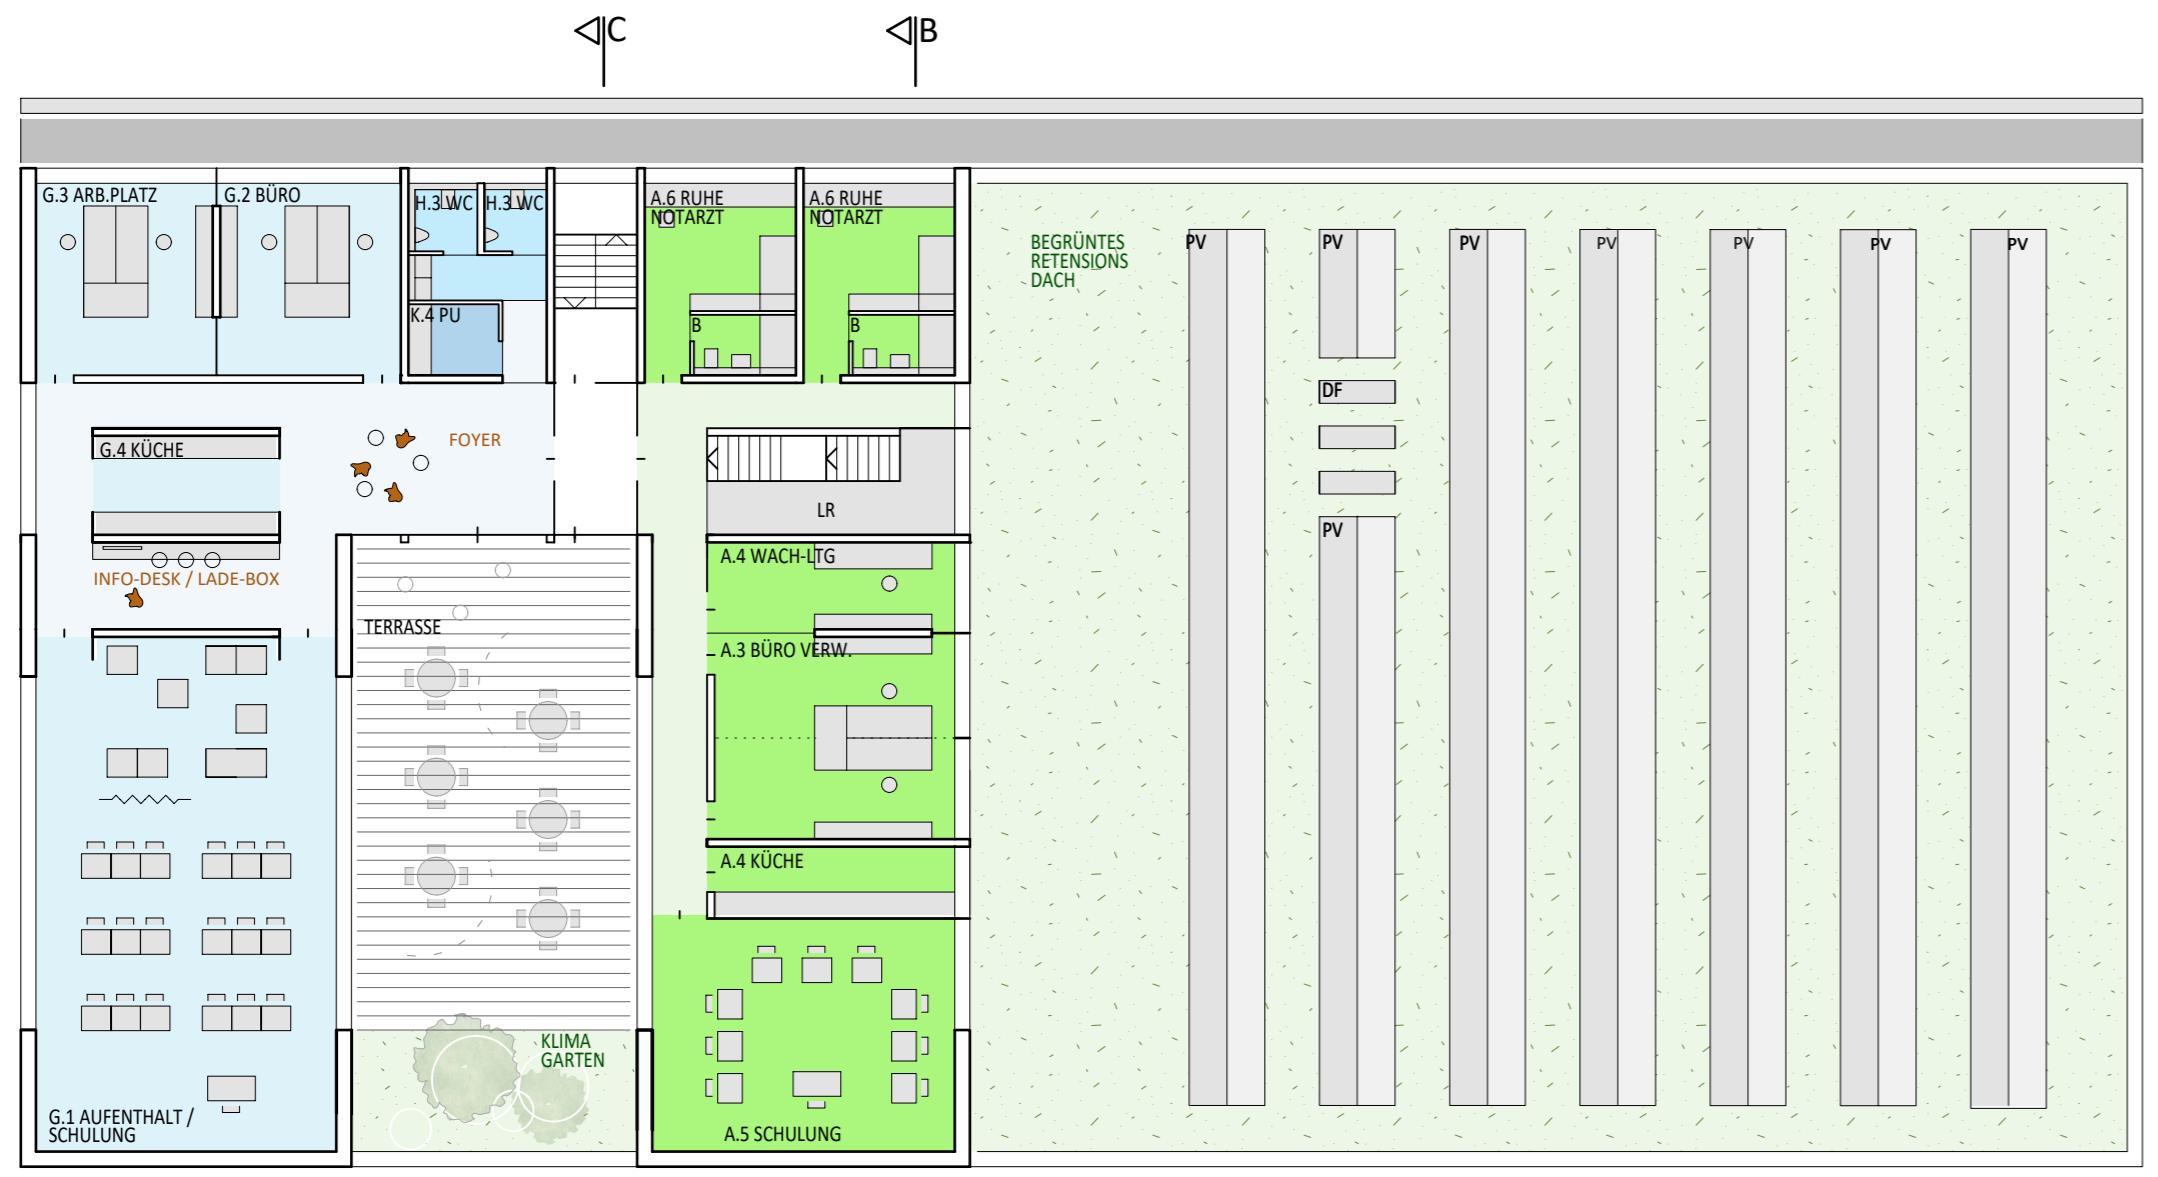 C
B
G.3 ARB.PLATZ
G.2 BÜRO
H.3 WC
H.3 WC
K.4 PU
A.6 RUHE
NOTARZT
A.6 RUHE
NOTARZT
B
B
BEGRÜNTES
RETENSIONS
DACH
PV
PV
PV
PV
PV
PV
PV
DF
PV
G.4 KÜCHE
FOYER
LR
INFO-DESK / LADE-BOX
TERRASSE
A.4 WACH-LTG
A.3 BÜRO VERW.
A.4 KÜCHE
KLIMA
GARTEN
G.1 AUFENTHALT /
SCHULUNG
A.5 SCHULUNG